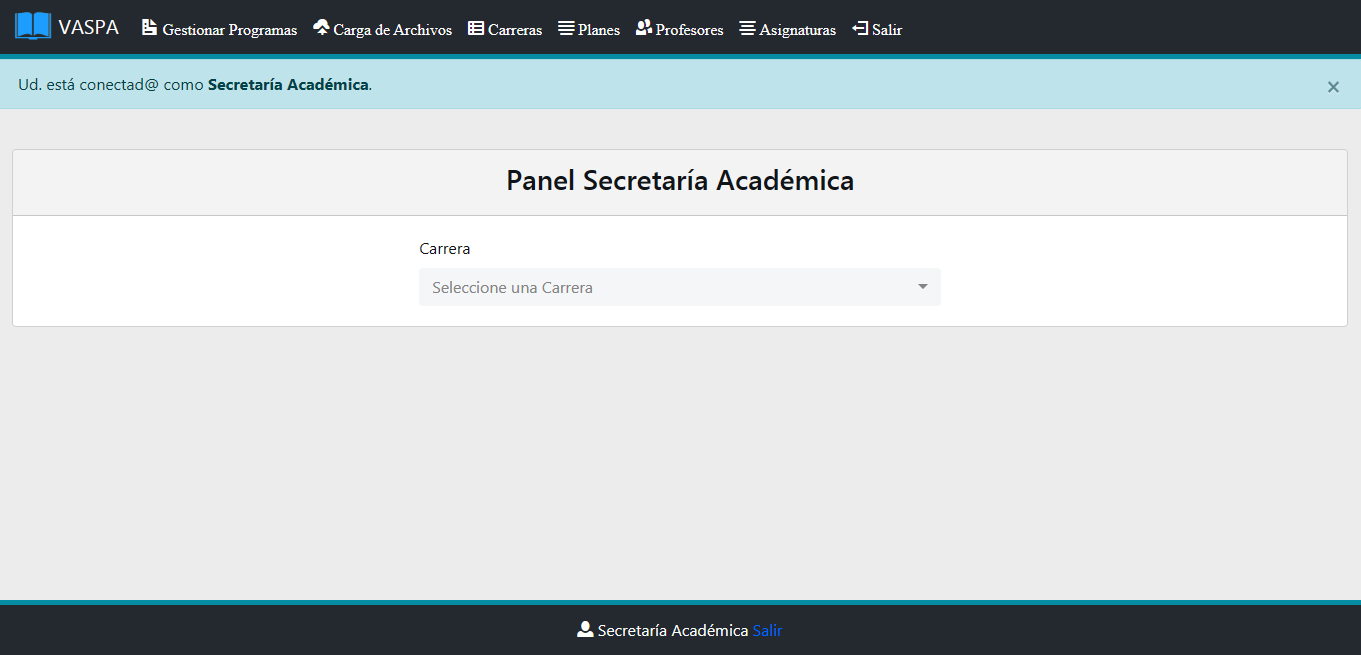 VASPA Gestionar Programas Carga de Archivos Carreras Planes Profesores Asignaturas Salir
Ud. está conectad@ como Secretaría Académica.
×
Panel Secretaría Académica
Carrera
Seleccione una Carrera
Secretaría Académica Salir